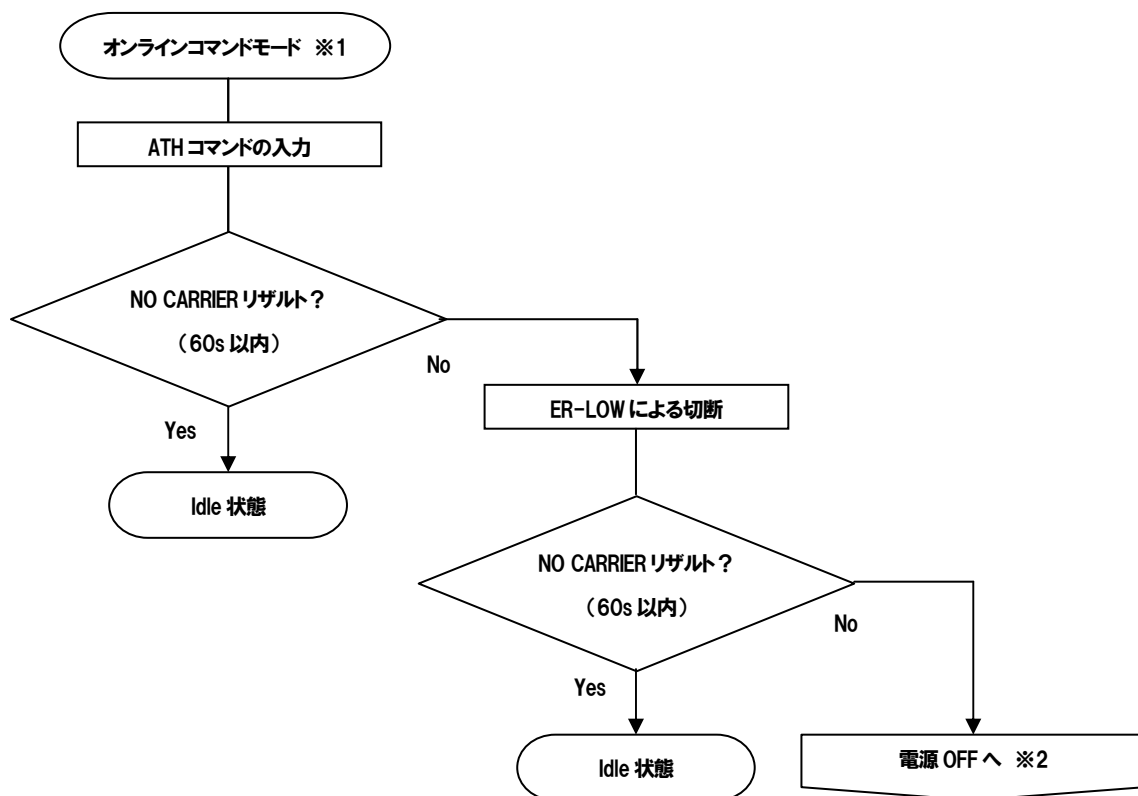 オンラインコマンドモード ※1
ATH コマンドの入力
NO CARRIER リザルト？
（60s 以内）
No
Yes
ER-LOW による切断
Idle 状態
NO CARRIER リザルト？
（60s 以内）
No
Yes
Idle 状態
電源 OFF へ ※2